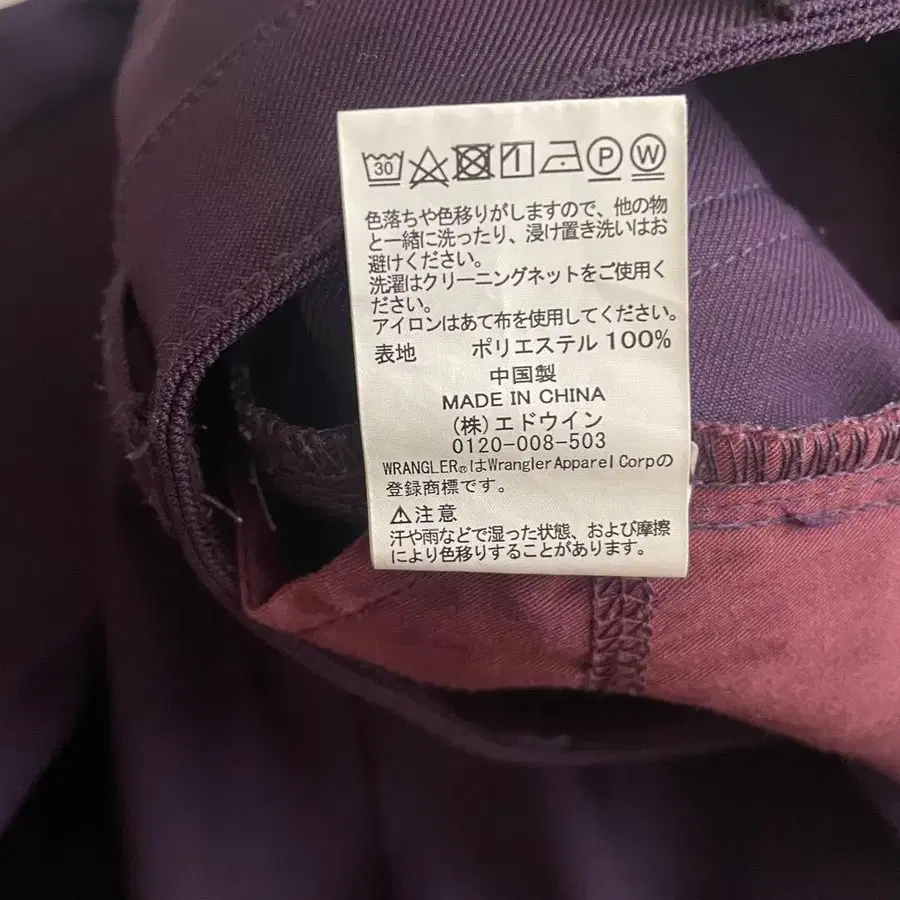 30 P W
色落ちや色移りがしますので、他の物
と一緒に洗ったり、浸け置き洗いはお
避けください。
洗濯はクリーニングネットをご使用く
ださい。
アイロンはあて布を使用してください。
表地 ポリエステル 100%
中国製
MADE IN CHINA
(株)エドウイン
0120-008-503
WRANGLER®はWrangler Apparel Corpの
登録商標です。
⚠注意
汗や雨などで湿った状態、および摩擦
により色移りすることがあります。